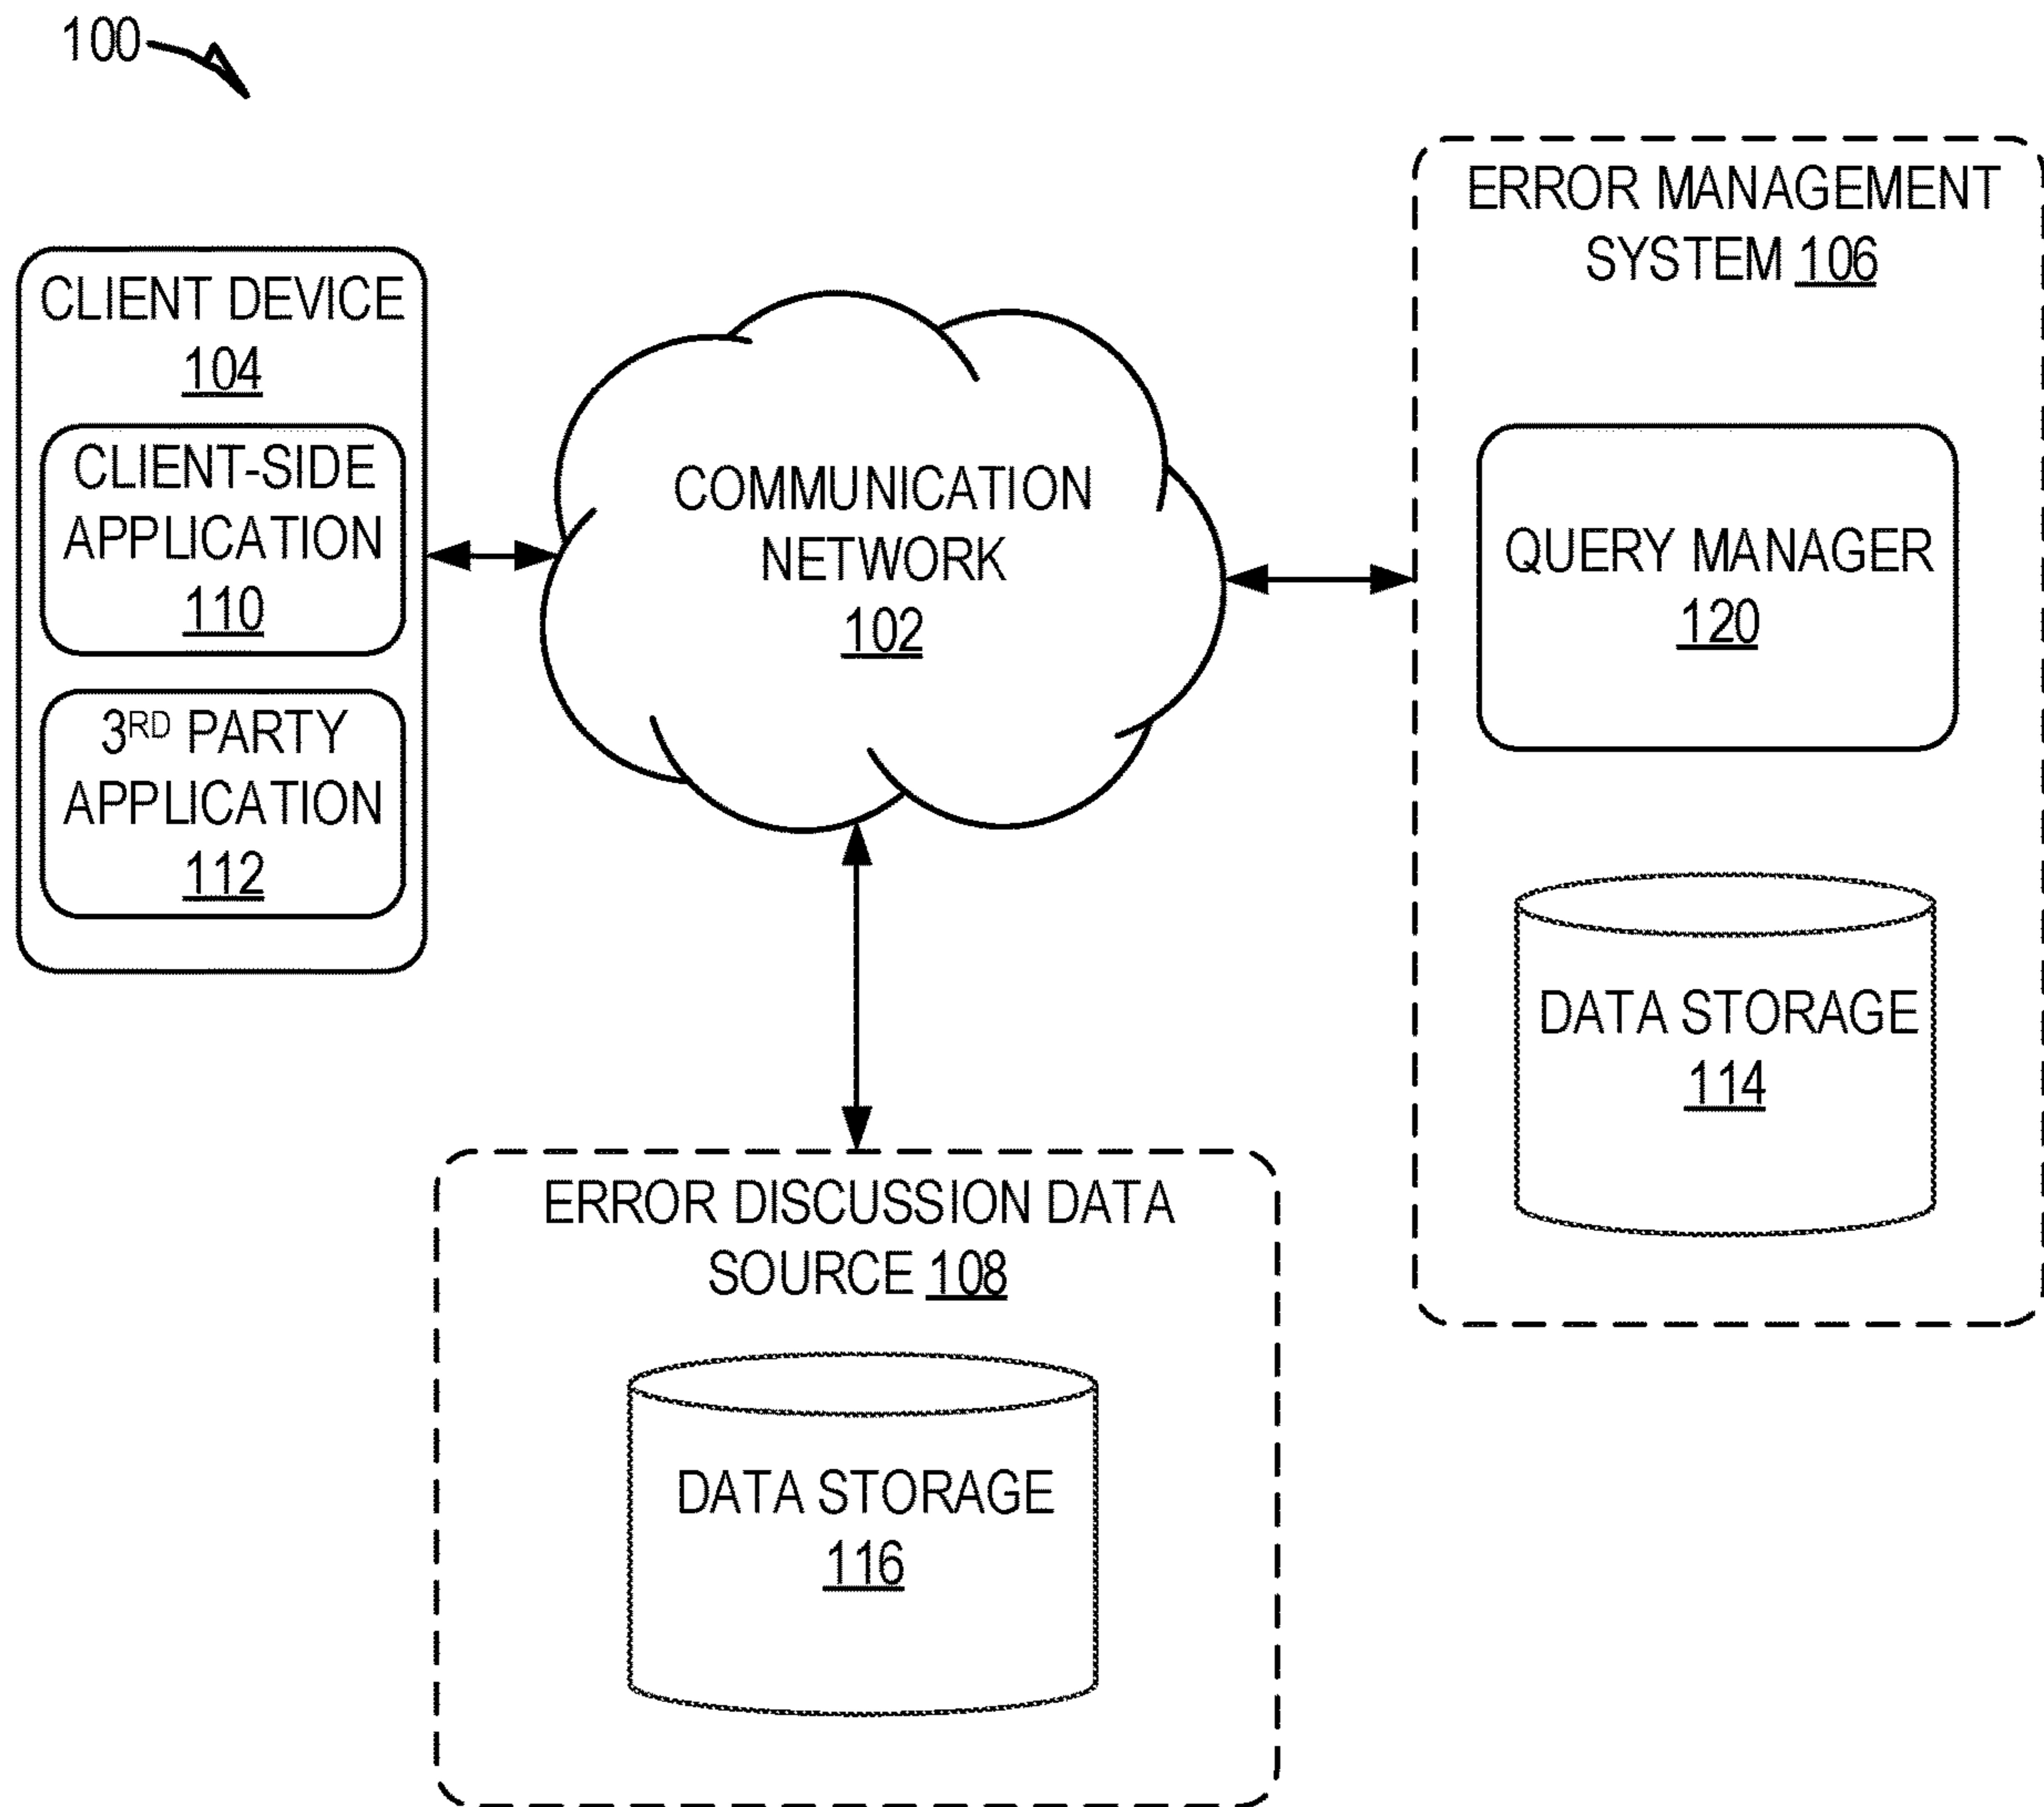 100
CLIENT DEVICE
104
CLIENT-SIDE
APPLICATION
110
3RD PARTY
APPLICATION
112
COMMUNICATION
NETWORK
102
ERROR MANAGEMENT
SYSTEM 106
QUERY MANAGER
120
DATA STORAGE
114
ERROR DISCUSSION DATA
SOURCE 108
DATA STORAGE
116